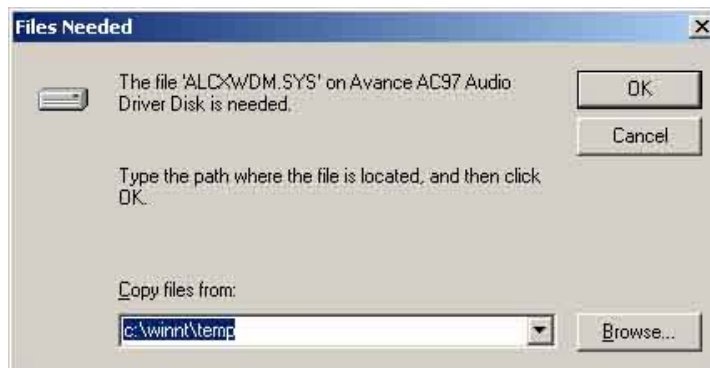 Files Needed
The file 'ALCXWDM.SYS' on Avance AC97 Audio
Driver Disk is needed.
OK
Cancel
Type the path where the file is located, and then click
OK.
Copy files from:
c:\winnt\temp
Browse...